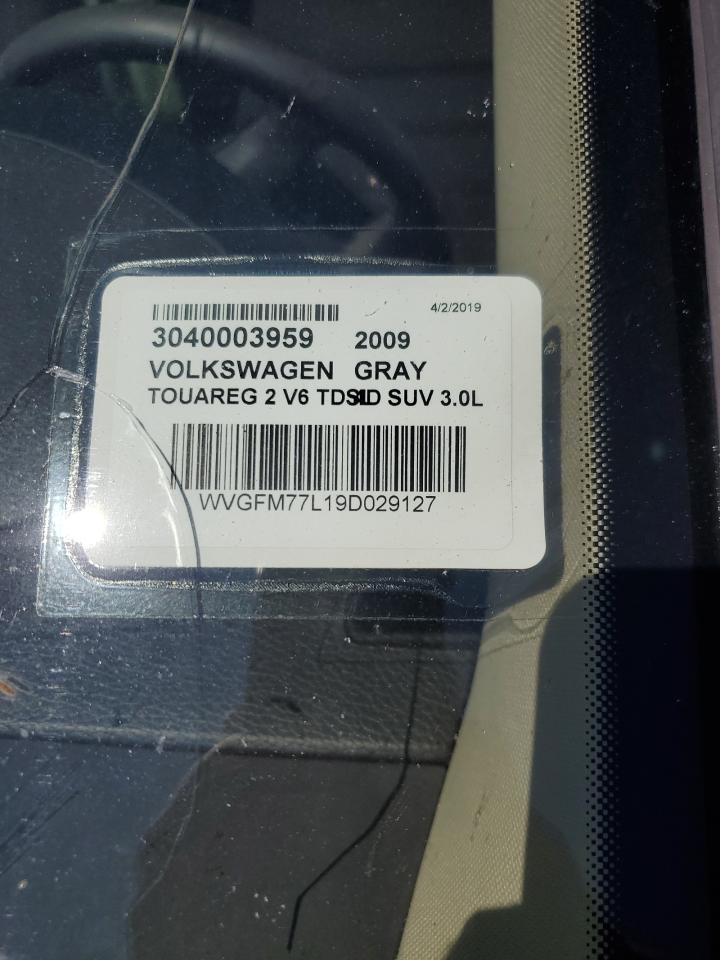 4/2/2019
3040003959 2009
VOLKSWAGEN GRAY
TOUAREG 2 V6 SUV 3.0L
WVGFM77L19D029127